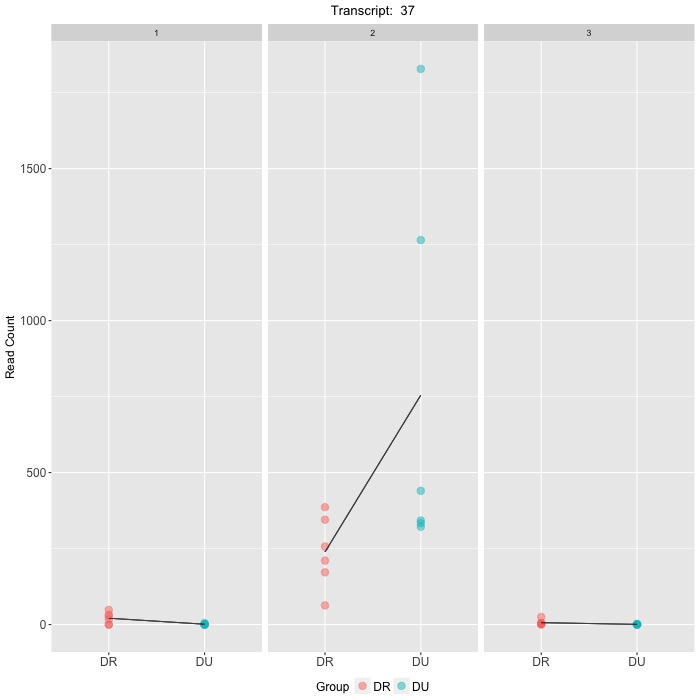 Transcript:  37
1 2 3
Read Count
1500
1000
500
0
DR DU DR DU DR DU
Group DR DU